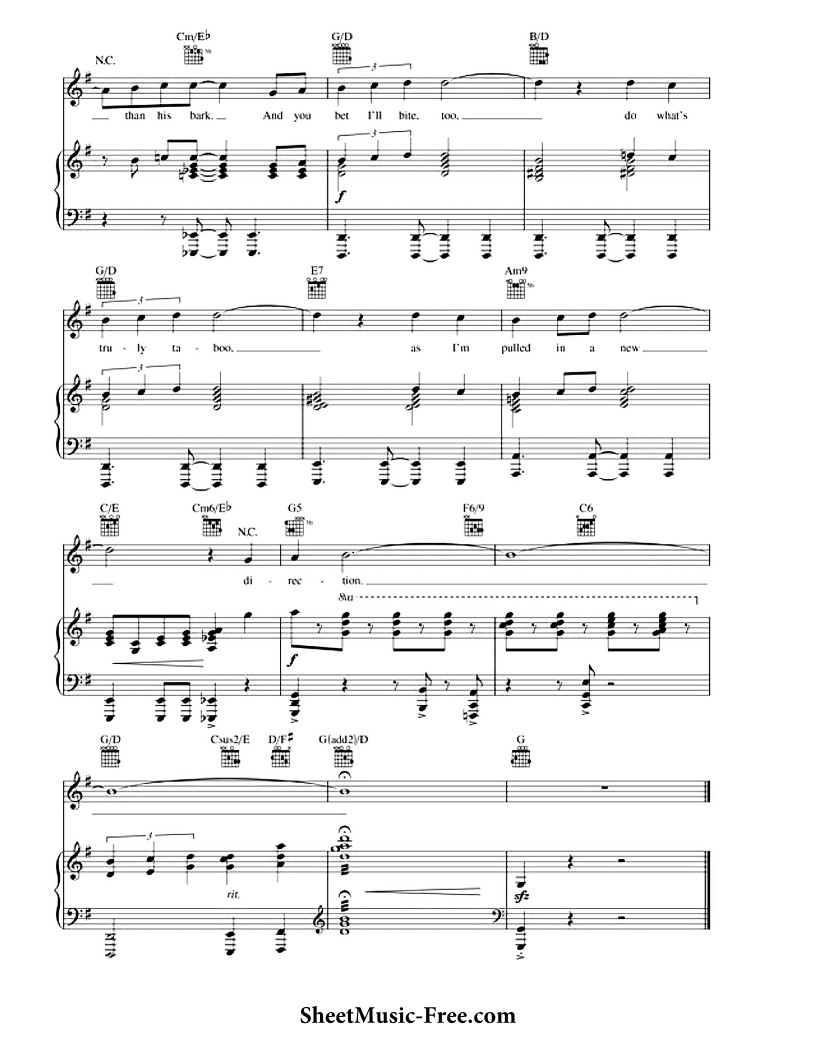 Cm/E♭ G/D B/D
N.C.
than his bark. And you bet I'll bite, too, do what's
f
3
3
G/D E7 Am9
3
tru - ly ta - boo, as I'm pulled in a new
3
C/E Cm6/E♭ G5 F6/9 C6
N.C.
di - rec - tion.
8va
f
G/D Csus2/E D/F♯ G(add2)/D G
3
rit.
sfz
SheetMusic-Free.com